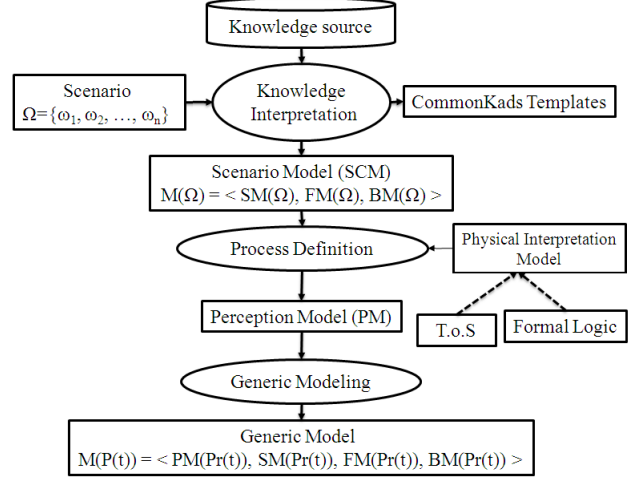 Knowledge source
Scenario
Ω={ω₁, ω₂, …, ωₙ}
Knowledge
Interpretation
CommonKads Templates
Scenario Model (SCM)
M(Ω) = < SM(Ω), FM(Ω), BM(Ω) >
Process Definition
Physical Interpretation
Model
Perception Model (PM)
T.o.S
Formal Logic
Generic Modeling
Generic Model
M(P(t)) = < PM(Pr(t)), SM(Pr(t)), FM(Pr(t)), BM(Pr(t)) >